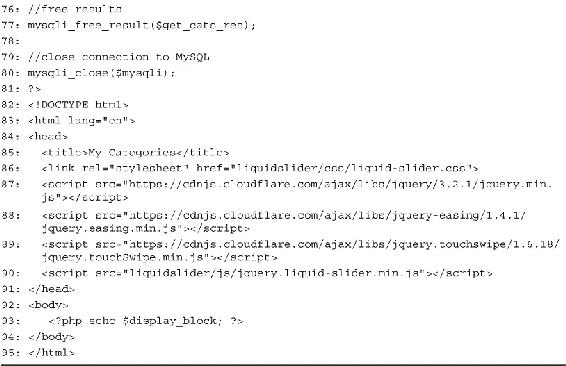 76: //free results
77: mysqli_free_result($get_cats_res);
78:
79: //close connection to MySQL
80: mysqli_close($mysqli);
81: ?>
82: <!DOCTYPE html>
83: <html lang="en">
84: <head>
85: <title>My Categories</title>
86: <link rel="stylesheet" href="liquidslider/css/liquid-slider.css">
87: <script src="https://cdnjs.cloudflare.com/ajax/libs/jquery/3.2.1/jquery.min.
js"></script>
88: <script src="https://cdnjs.cloudflare.com/ajax/libs/jquery-easing/1.4.1/
jquery.easing.min.js"></script>
89: <script src="https://cdnjs.cloudflare.com/ajax/libs/jquery.touchswipe/1.6.18/
jquery.touchSwipe.min.js"></script>
90: <script src="liquidslider/js/jquery.liquid-slider.min.js"></script>
91: </head>
92: <body>
93: <?php echo $display_block; ?>
94: </body>
95: </html>